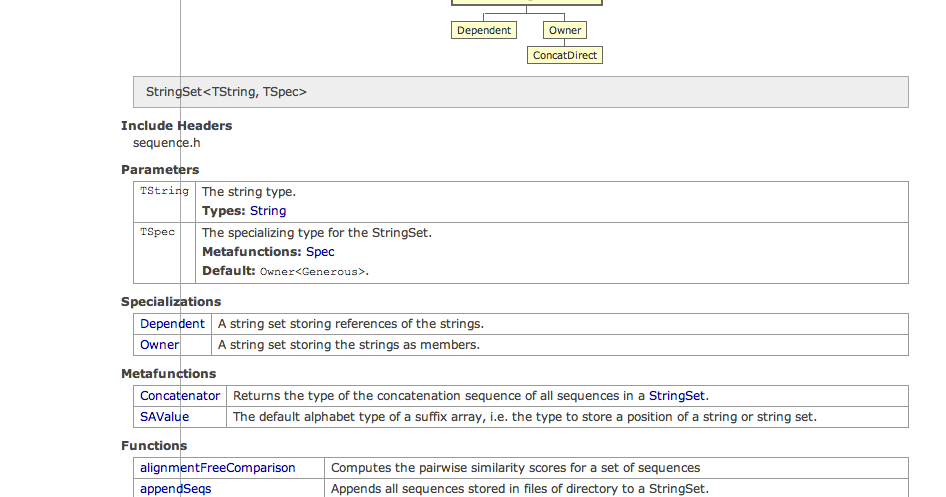 Dependent Owner
ConcatDirect
StringSet<TString, TSpec>
Include Headers
sequence.h
Parameters
TString The string type.
Types: String
TSpec The specializing type for the StringSet.
Metafunctions: Spec
Default: Owner<Generous>.
Specializations
Dependent A string set storing references of the strings.
Owner A string set storing the strings as members.
Metafunctions
Concatenator Returns the type of the concatenation sequence of all sequences in a StringSet.
SAValue The default alphabet type of a suffix array, i.e. the type to store a position of a string or string set.
Functions
alignmentFreeComparison Computes the pairwise similarity scores for a set of sequences
appendSeqs Appends all sequences stored in files of directory to a StringSet.